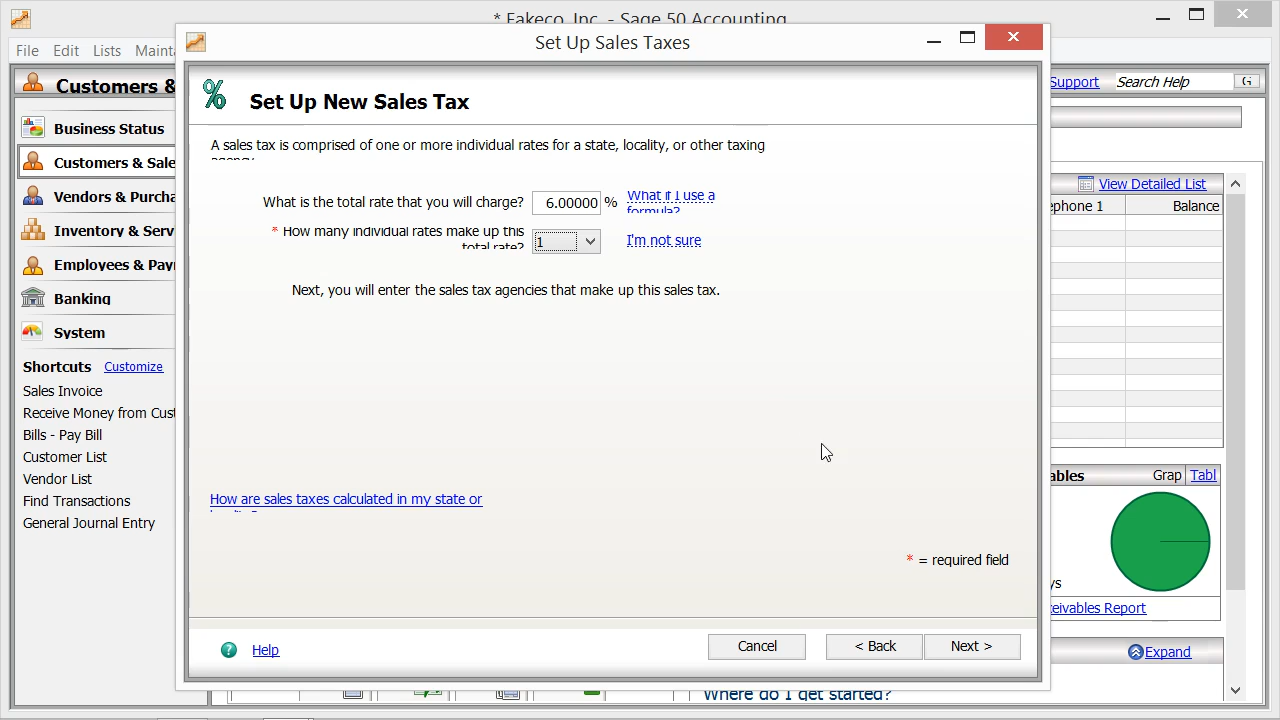 * Fakeco, Inc. - Sage 50 Accounting
Set Up Sales Taxes
File Edit Lists
Customers &
Support
Search Help
Set Up New Sales Tax
A sales tax is comprised of one or more individual rates for a state, locality, or other taxing
agency.
Business Status
Customers & Sale
Vendors & Purcha
Inventory & Serv
Employees & Pay
Banking
System
Shortcuts Customize
Sales Invoice
Receive Money from Cust
Bills - Pay Bill
Customer List
Vendor List
Find Transactions
General Journal Entry
What is the total rate that you will charge? 6.00000 % What if I use a
formula?
* How many individual rates make up this
total rate? 1 I'm not sure
Next, you will enter the sales tax agencies that make up this sales tax.
How are sales taxes calculated in my state or
* = required field
Help
Cancel
< Back
Next >
View Detailed List
ephone 1 Balance
ables Grap Tabl
ys
eivables Report
Expand
Where do I get started?